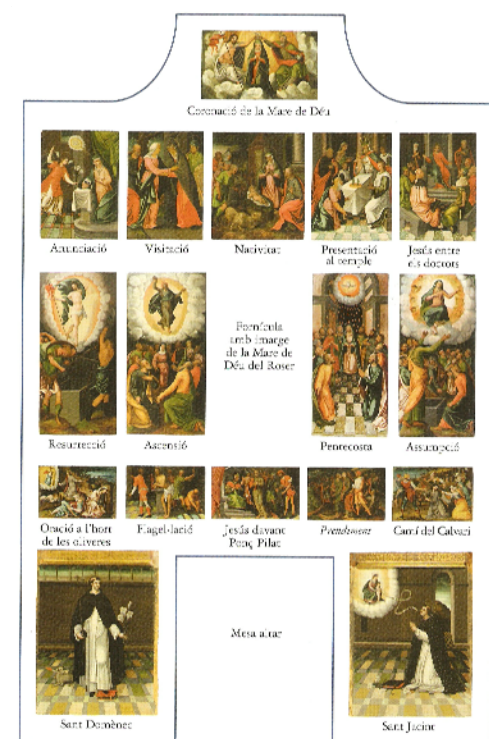 Coronació de la Mare de Déu
Anunciació
Visitació
Nativitat
Presentació
al temple
Jesús entre
els doctors
Fornícula
amb imatge
de la Mare de
Déu del Roser
Resurrecció
Ascensió
Pentecosta
Assumpció
Oració a l'hort
de les oliveres
Flagel·lació
Jesús davant
Ponç Pilat
Prendiment
Camí del Calvari
Mesa altar
Sant Domènec
Sant Jacint